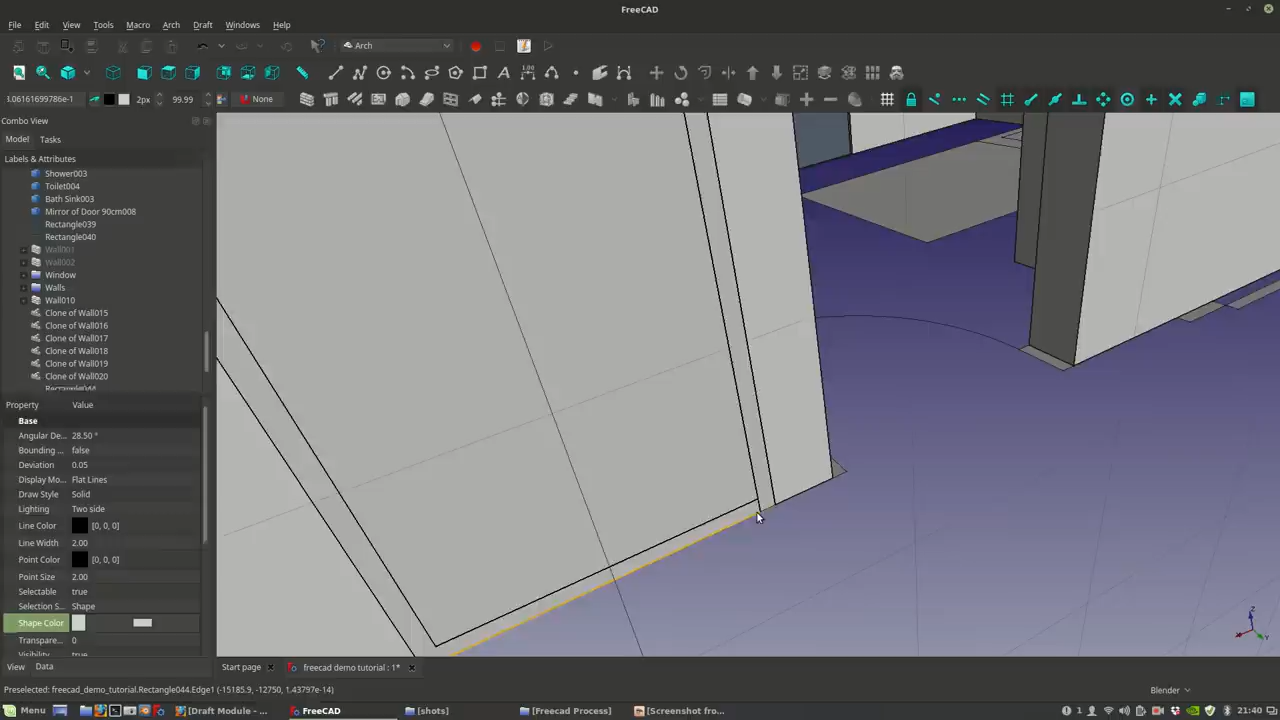 FreeCAD
File Edit View Tools Macro Arch Draft Windows Help
Arch
3.06161699786e-1 2px 99.99 None
Combo View
Model Tasks
Labels & Attributes
Shower003
Toilet004
Bath Sink003
Mirror of Door 90cm008
Rectangle039
Rectangle040
Wall001
Wall002
Window
Walls
Wall010
Clone of Wall015
Clone of Wall016
Clone of Wall017
Clone of Wall018
Clone of Wall019
Clone of Wall020
Rectangle044
Property Value
Base
Angular De... 28.50 °
Bounding ... false
Deviation 0.05
Display Mo... Flat Lines
Draw Style Solid
Lighting Two side
Line Color [0, 0, 0]
Line Width 2.00
Point Color [0, 0, 0]
Point Size 2.00
Selectable true
Selection S... Shape
Shape Color
Transpare... 0
Visibility true
View Data
Start page freecad demo tutorial : 1*
Preselected: freecad_demo_tutorial.Rectangle044.Edge1 (-15185.9, -12750, 1.43797e-14)
Blender
Menu [Draft Module - ... FreeCAD [shots] [Freecad Process] [Screenshot fro... 1 21:40